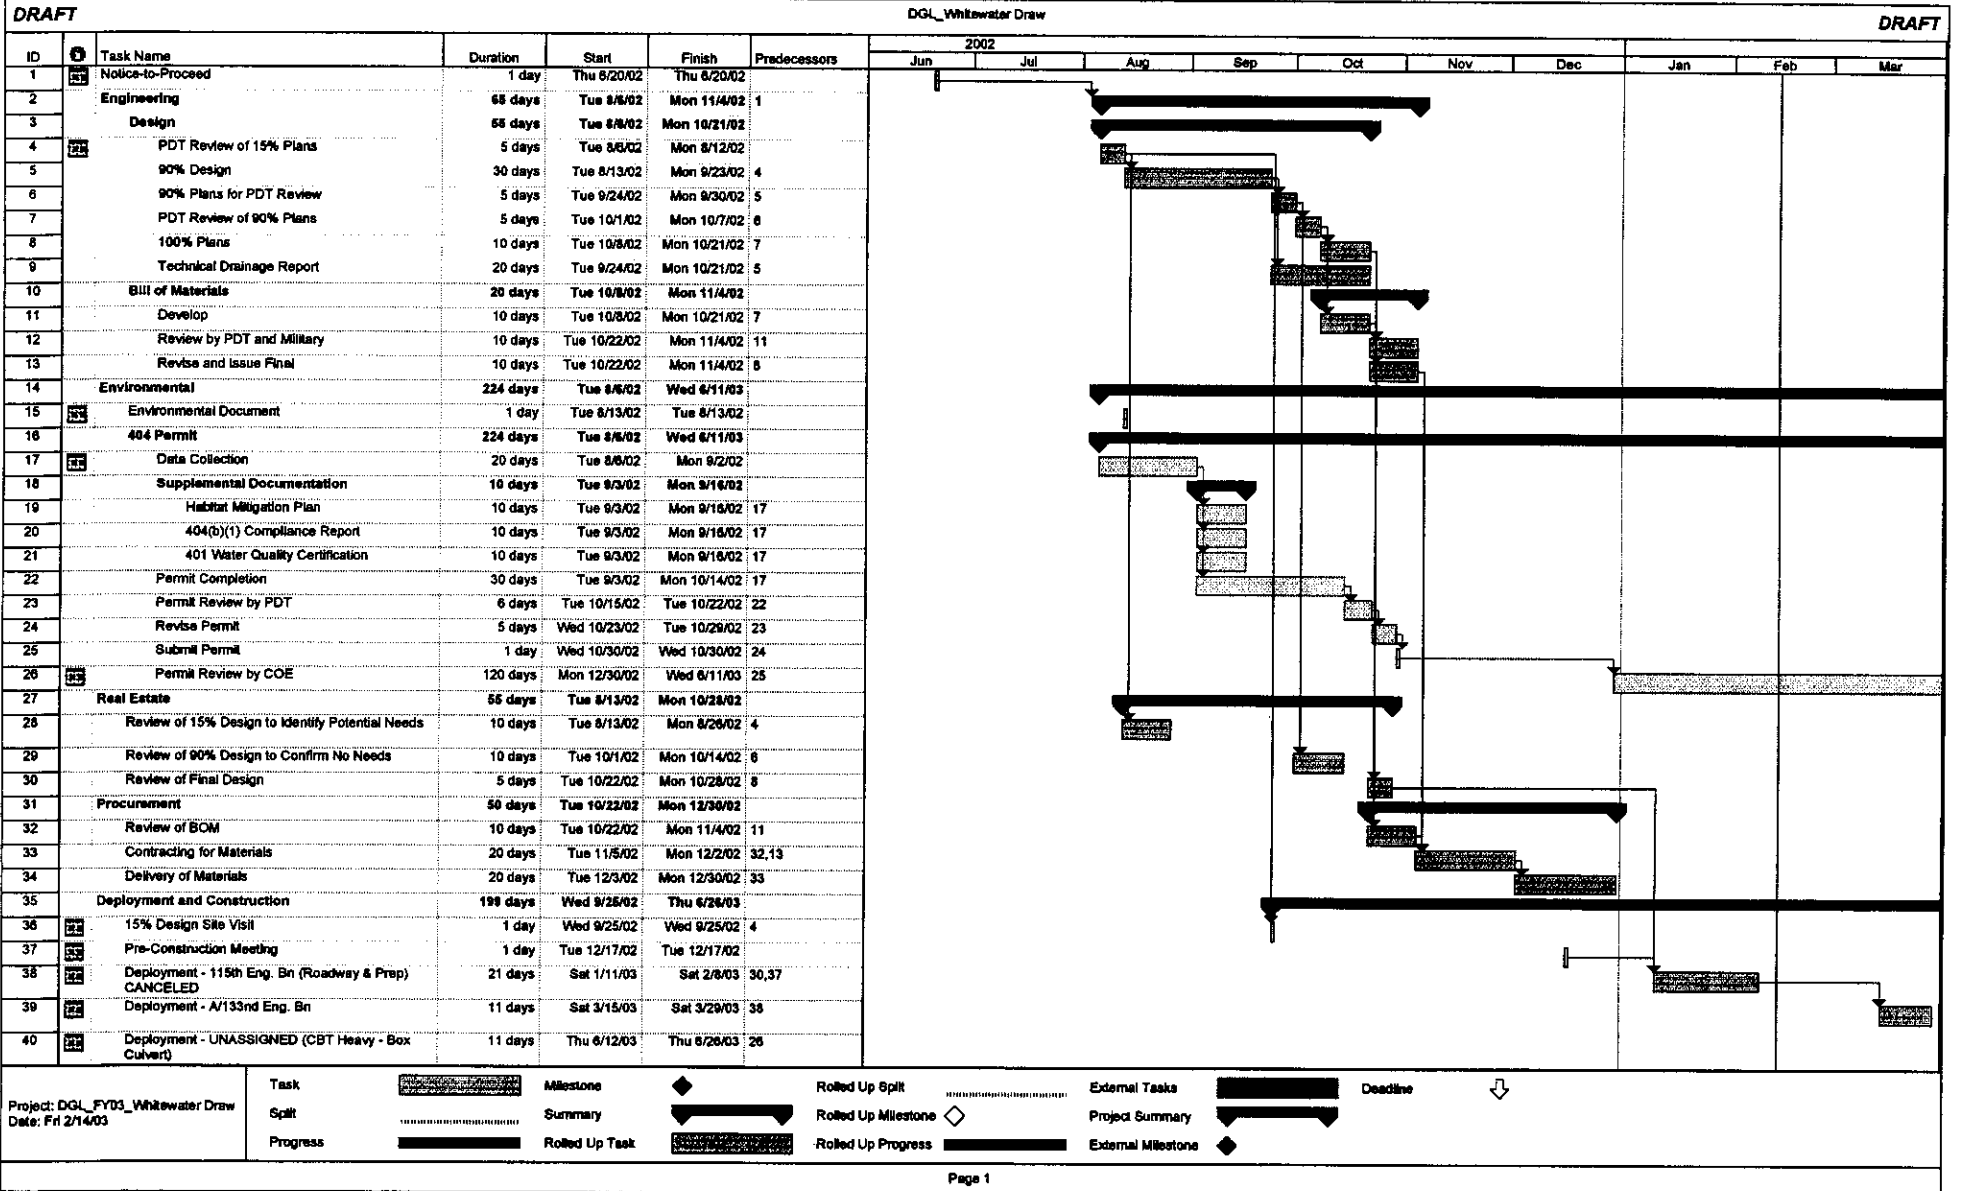 DRAFT DGL_Whitewater Draw DRAFT
2002
ID Task Name Duration Start Finish Predecessors Jun Jul Aug Sep Oct Nov Dec Jan Feb Mar
1 Notice-to-Proceed 1 day Thu 6/20/02 Thu 6/20/02
2 Engineering 65 days Tue 8/6/02 Mon 11/4/02 1
3 Design 55 days Tue 8/6/02 Mon 10/21/02
4 PDT Review of 15% Plans 5 days Tue 8/6/02 Mon 8/12/02
5 90% Design 30 days Tue 8/13/02 Mon 9/23/02 4
6 90% Plans for PDT Review 5 days Tue 9/24/02 Mon 9/30/02 5
7 PDT Review of 90% Plans 5 days Tue 10/1/02 Mon 10/7/02 6
8 100% Plans 10 days Tue 10/8/02 Mon 10/21/02 7
9 Technical Drainage Report 20 days Tue 9/24/02 Mon 10/21/02 5
10 Bill of Materials 20 days Tue 10/8/02 Mon 11/4/02
11 Develop 10 days Tue 10/8/02 Mon 10/21/02 7
12 Review by PDT and Military 10 days Tue 10/22/02 Mon 11/4/02 11
13 Revise and Issue Final 10 days Tue 10/22/02 Mon 11/4/02 8
14 Environmental 224 days Tue 8/6/02 Wed 6/11/03
15 Environmental Document 1 day Tue 8/13/02 Tue 8/13/02
16 404 Permit 224 days Tue 8/6/02 Wed 6/11/03
17 Data Collection 20 days Tue 8/6/02 Mon 9/2/02
18 Supplemental Documentation 10 days Tue 9/3/02 Mon 9/16/02
19 Habitat Mitigation Plan 10 days Tue 9/3/02 Mon 9/16/02 17
20 404(b)(1) Compliance Report 10 days Tue 9/3/02 Mon 9/16/02 17
21 401 Water Quality Certification 10 days Tue 9/3/02 Mon 9/16/02 17
22 Permit Completion 30 days Tue 9/3/02 Mon 10/14/02 17
23 Permit Review by PDT 6 days Tue 10/15/02 Tue 10/22/02 22
24 Revise Permit 5 days Wed 10/23/02 Tue 10/29/02 23
25 Submit Permit 1 day Wed 10/30/02 Wed 10/30/02 24
26 Permit Review by COE 120 days Mon 12/30/02 Wed 6/11/03 25
27 Real Estate 55 days Tue 8/13/02 Mon 10/28/02
28 Review of 15% Design to Identify Potential Needs 10 days Tue 8/13/02 Mon 8/26/02 4
29 Review of 90% Design to Confirm No Needs 10 days Tue 10/1/02 Mon 10/14/02 6
30 Review of Final Design 5 days Tue 10/22/02 Mon 10/28/02 8
31 Procurement 50 days Tue 10/22/02 Mon 12/30/02
32 Review of BOM 10 days Tue 10/22/02 Mon 11/4/02 11
33 Contracting for Materials 20 days Tue 11/5/02 Mon 12/2/02 32,13
34 Delivery of Materials 20 days Tue 12/3/02 Mon 12/30/02 33
35 Deployment and Construction 199 days Wed 9/25/02 Thu 6/26/03
36 15% Design Site Visit 1 day Wed 9/25/02 Wed 9/25/02 4
37 Pre-Construction Meeting 1 day Tue 12/17/02 Tue 12/17/02
38 Deployment - 115th Eng. Bn (Roadway & Prep) 21 days Sat 1/11/03 Sat 2/8/03 30,37
CANCELED
39 Deployment - A/133nd Eng. Bn 11 days Sat 3/15/03 Sat 3/29/03 38
40 Deployment - UNASSIGNED (CBT Heavy - Box 11 days Thu 6/12/03 Thu 6/26/03 26
Culvert)
Project: DGL_FY03_Whitewater Draw
Date: Fri 2/14/03
Task Milestone Rolled Up Split External Tasks Deadline
Split Summary Rolled Up Milestone Project Summary
Progress Rolled Up Task Rolled Up Progress External Milestone
Page 1